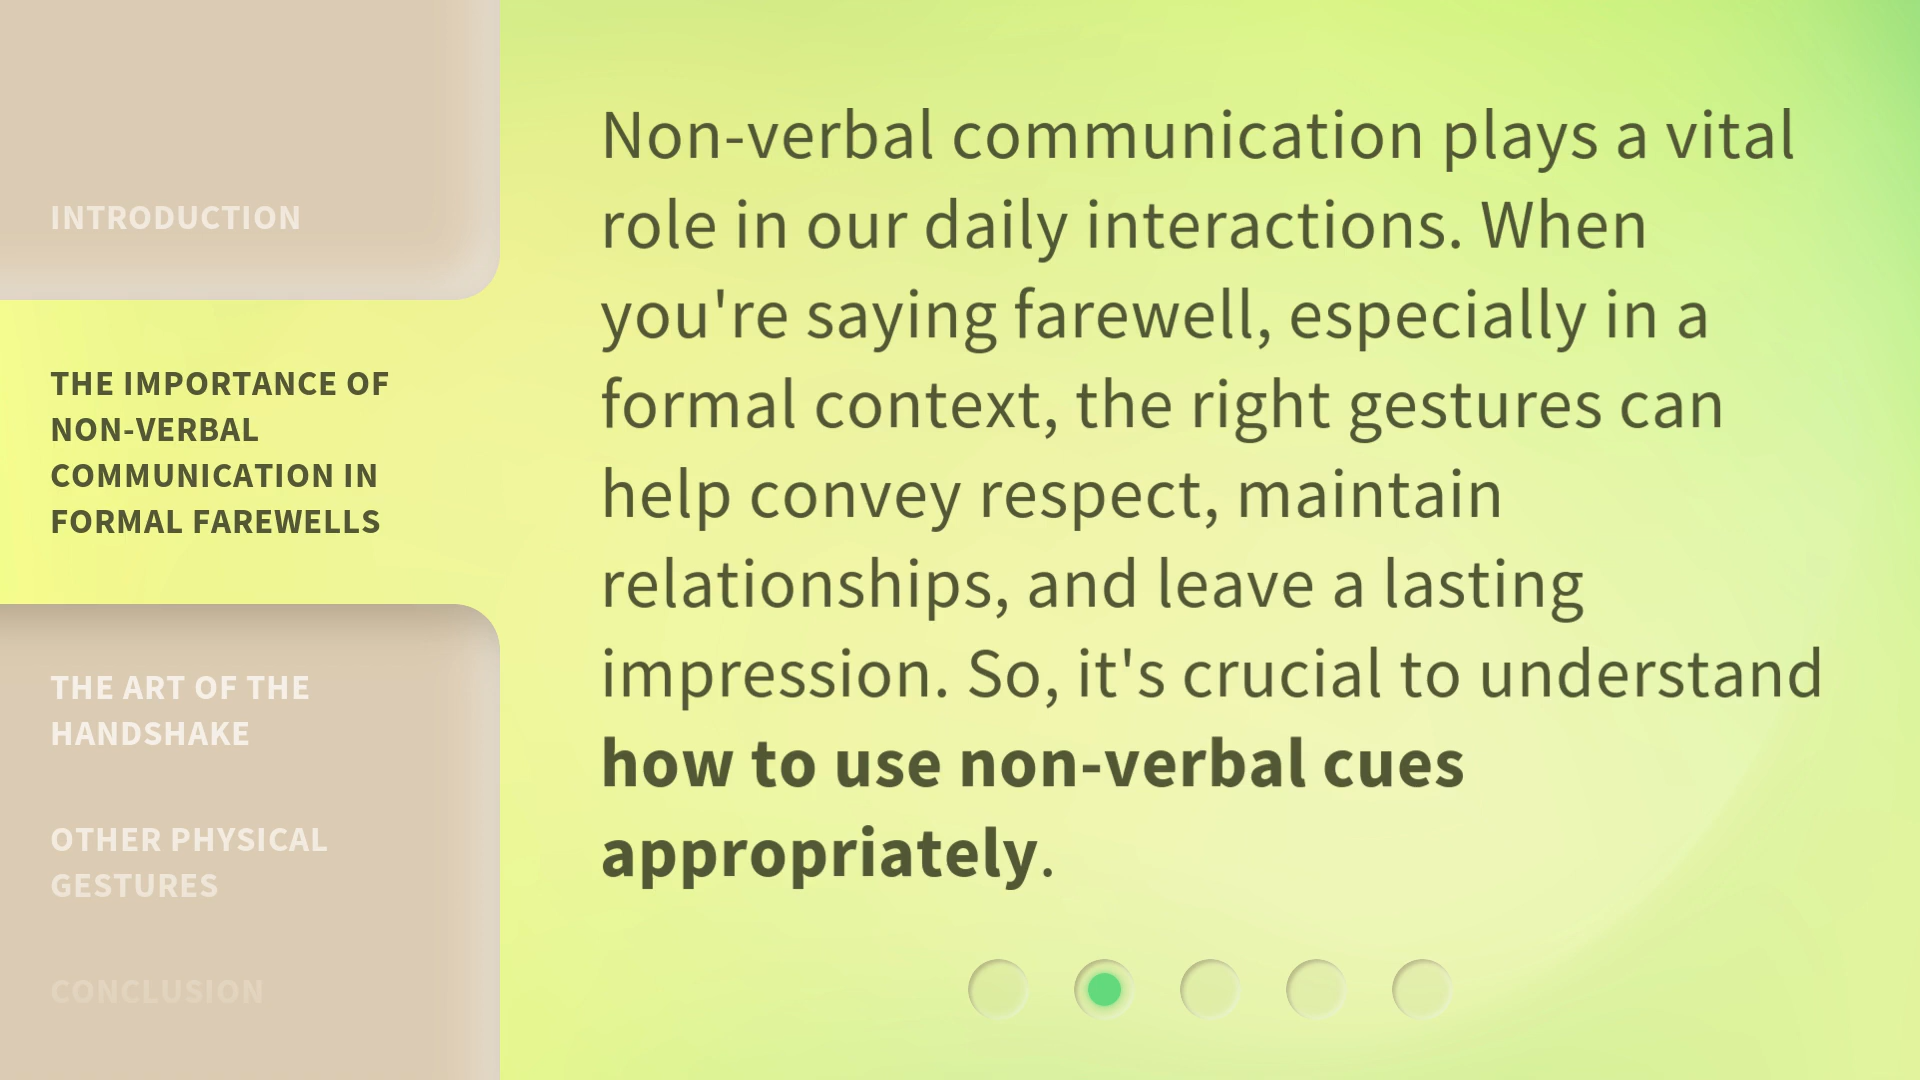 INTRODUCTION
THE IMPORTANCE OF
NON-VERBAL
COMMUNICATION IN
FORMAL FAREWELLS
THE ART OF THE
HANDSHAKE
OTHER PHYSICAL
GESTURES
CONCLUSION
Non-verbal communication plays a vital
role in our daily interactions. When
you're saying farewell, especially in a
formal context, the right gestures can
help convey respect, maintain
relationships, and leave a lasting
impression. So, it's crucial to understand
how to use non-verbal cues
appropriately.